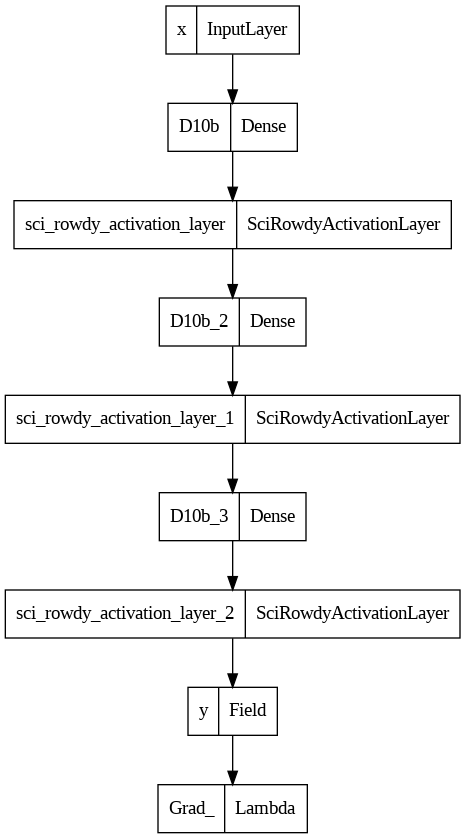 x InputLayer
D10b Dense
sci_rowdy_activation_layer SciRowdyActivationLayer
D10b_2 Dense
sci_rowdy_activation_layer_1 SciRowdyActivationLayer
D10b_3 Dense
sci_rowdy_activation_layer_2 SciRowdyActivationLayer
y Field
Grad_ Lambda